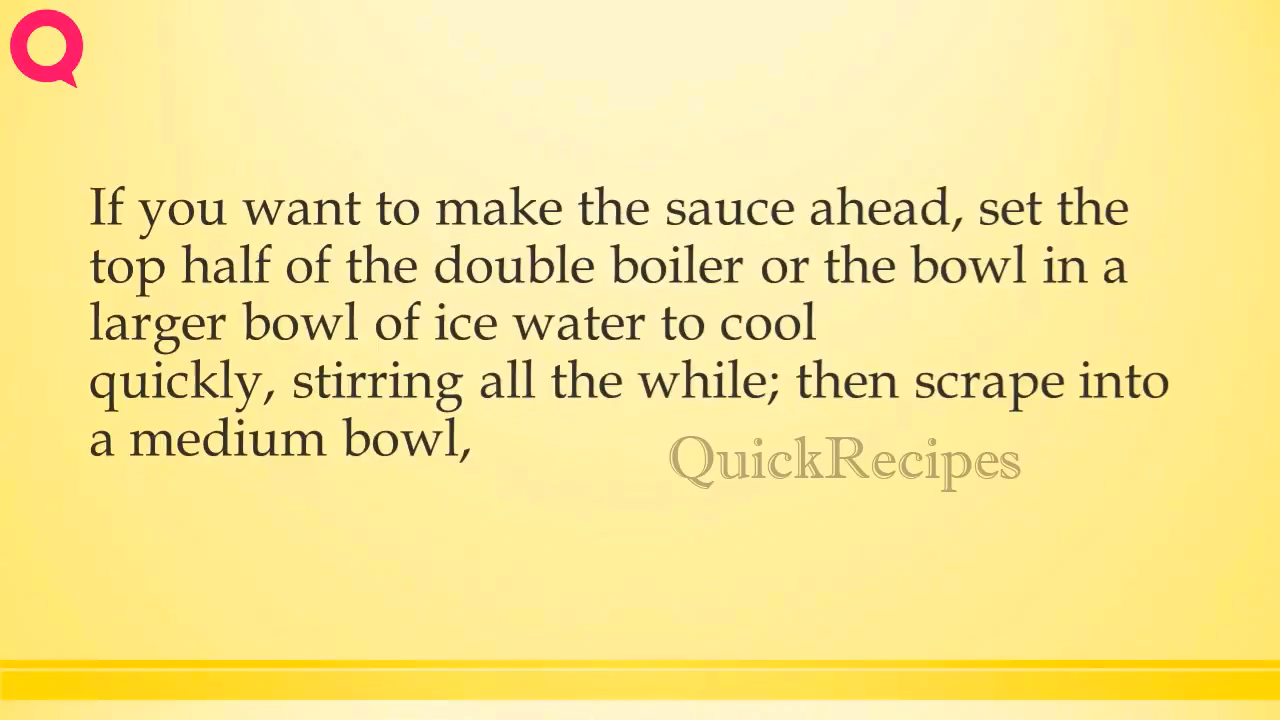 If you want to make the sauce ahead, set the
top half of the double boiler or the bowl in a
larger bowl of ice water to cool
quickly, stirring all the while; then scrape into
a medium bowl,
QuickRecipes